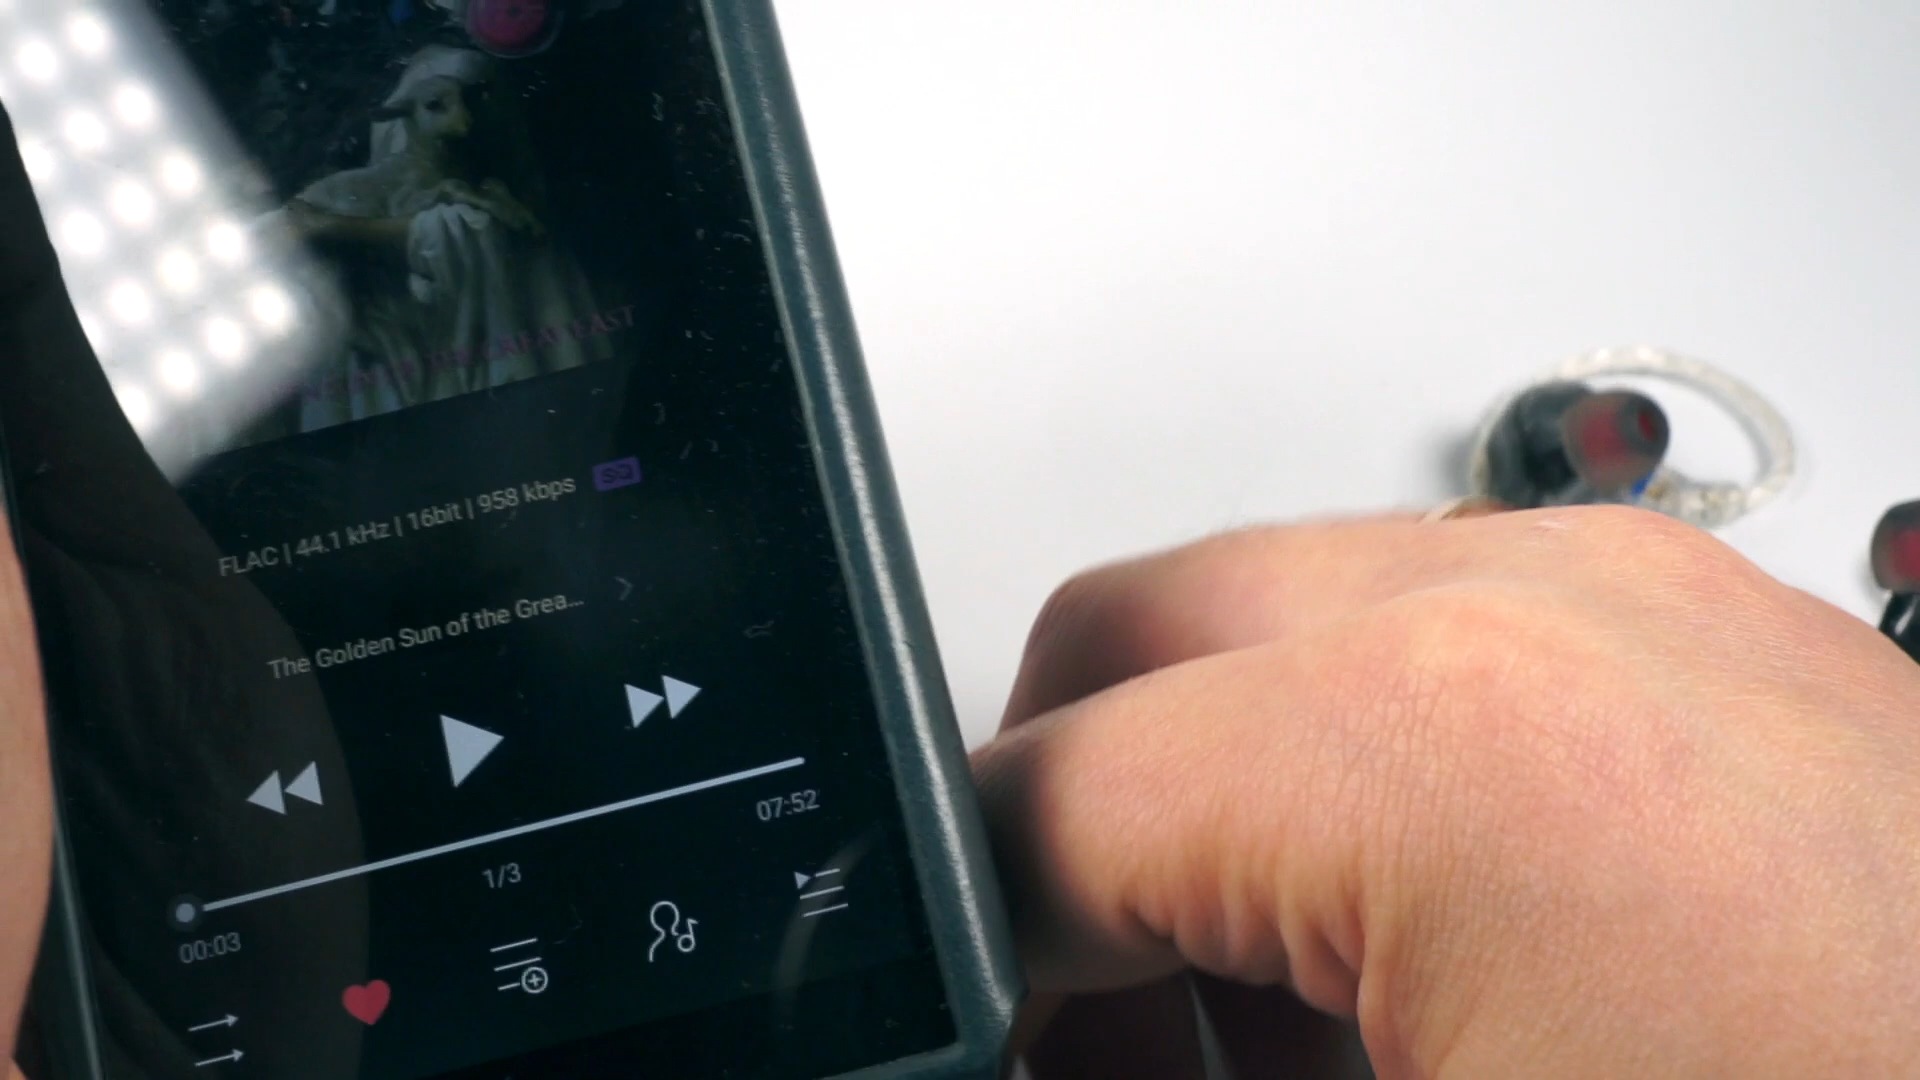 FLAC | 44.1 kHz | 16bit | 958 kbps SQ
The Golden Sun of the Grea...
07:52
1/3
00:03